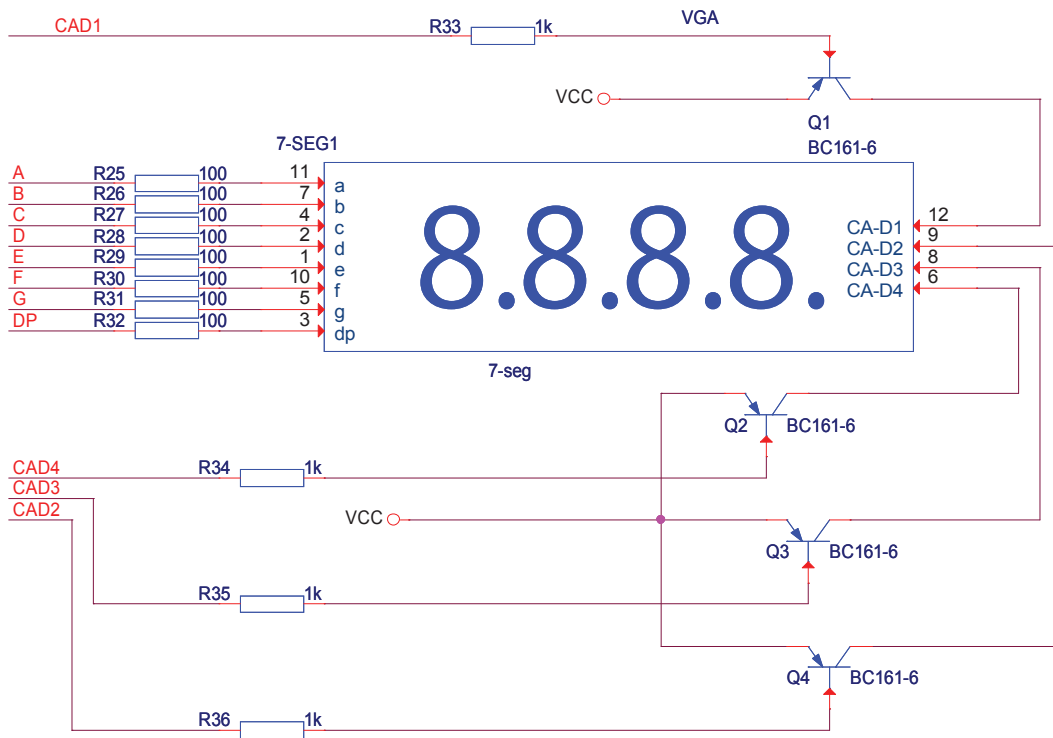 CAD1 R33 1k VGA
VCC
Q1
BC161-6
7-SEG1
A R25 100 11 a
B R26 100 7 b
C R27 100 4 c CA-D1 12
D R28 100 2 d CA-D2 9
E R29 100 1 e CA-D3 8
F R30 100 10 f CA-D4 6
G R31 100 5 g
DP R32 100 3 dp
8.8.8.8.
7-seg
Q2 BC161-6
CAD4 R34 1k
CAD3
CAD2
VCC
Q3 BC161-6
R35 1k
Q4 BC161-6
R36 1k